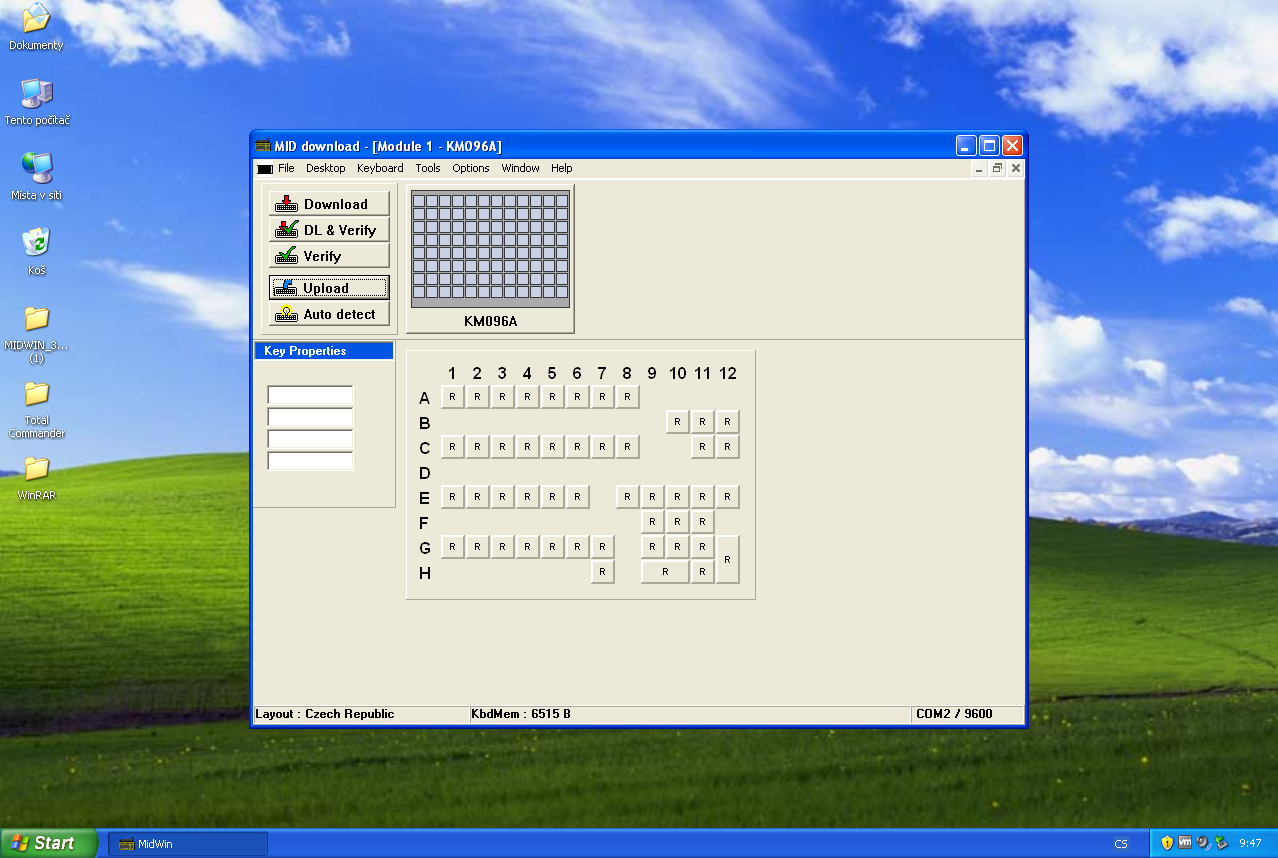 Dokumenty
Tento počítač
Místa v síti
Koš
MIDWIN_3...
(1)
Total
Commander
WinRAR
MID download - [Module 1 - KM096A]
File Desktop Keyboard Tools Options Window Help
Download
DL & Verify
Verify
Upload
Auto detect
KM096A
Key Properties
1 2 3 4 5 6 7 8 9 10 11 12
A R R R R R R R R
B R R R
C R R R R R R R R R R
D
E R R R R R R R R R R R
F R R R
G R R R R R R R R R R R
H R R R
Layout : Czech Republic
KbdMem : 6515 B
COM2 / 9600
Start
MidWin
CS
vm
9:47